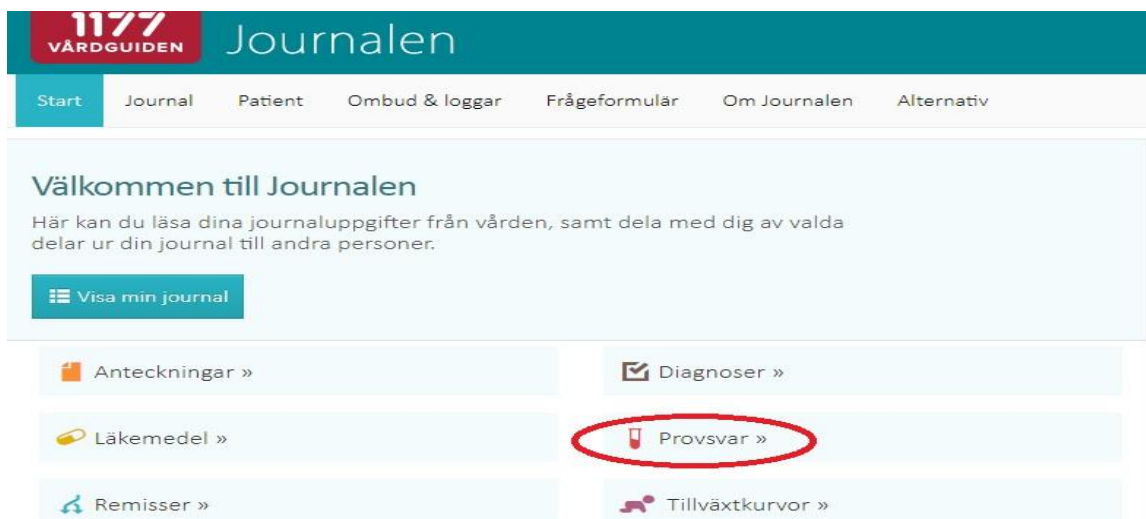 1177
VÅRDGUIDEN
Journalen
Start Journal Patient Ombud & loggar Frågeformulär Om Journalen Alternativ
Välkommen till Journalen
Här kan du läsa dina journaluppgifter från vården, samt dela med dig av valda
delar ur din journal till andra personer.
Visa min journal
Anteckningar »
Diagnoser »
Läkemedel »
Provsvar »
Remisser »
Tillväxtkurvor »